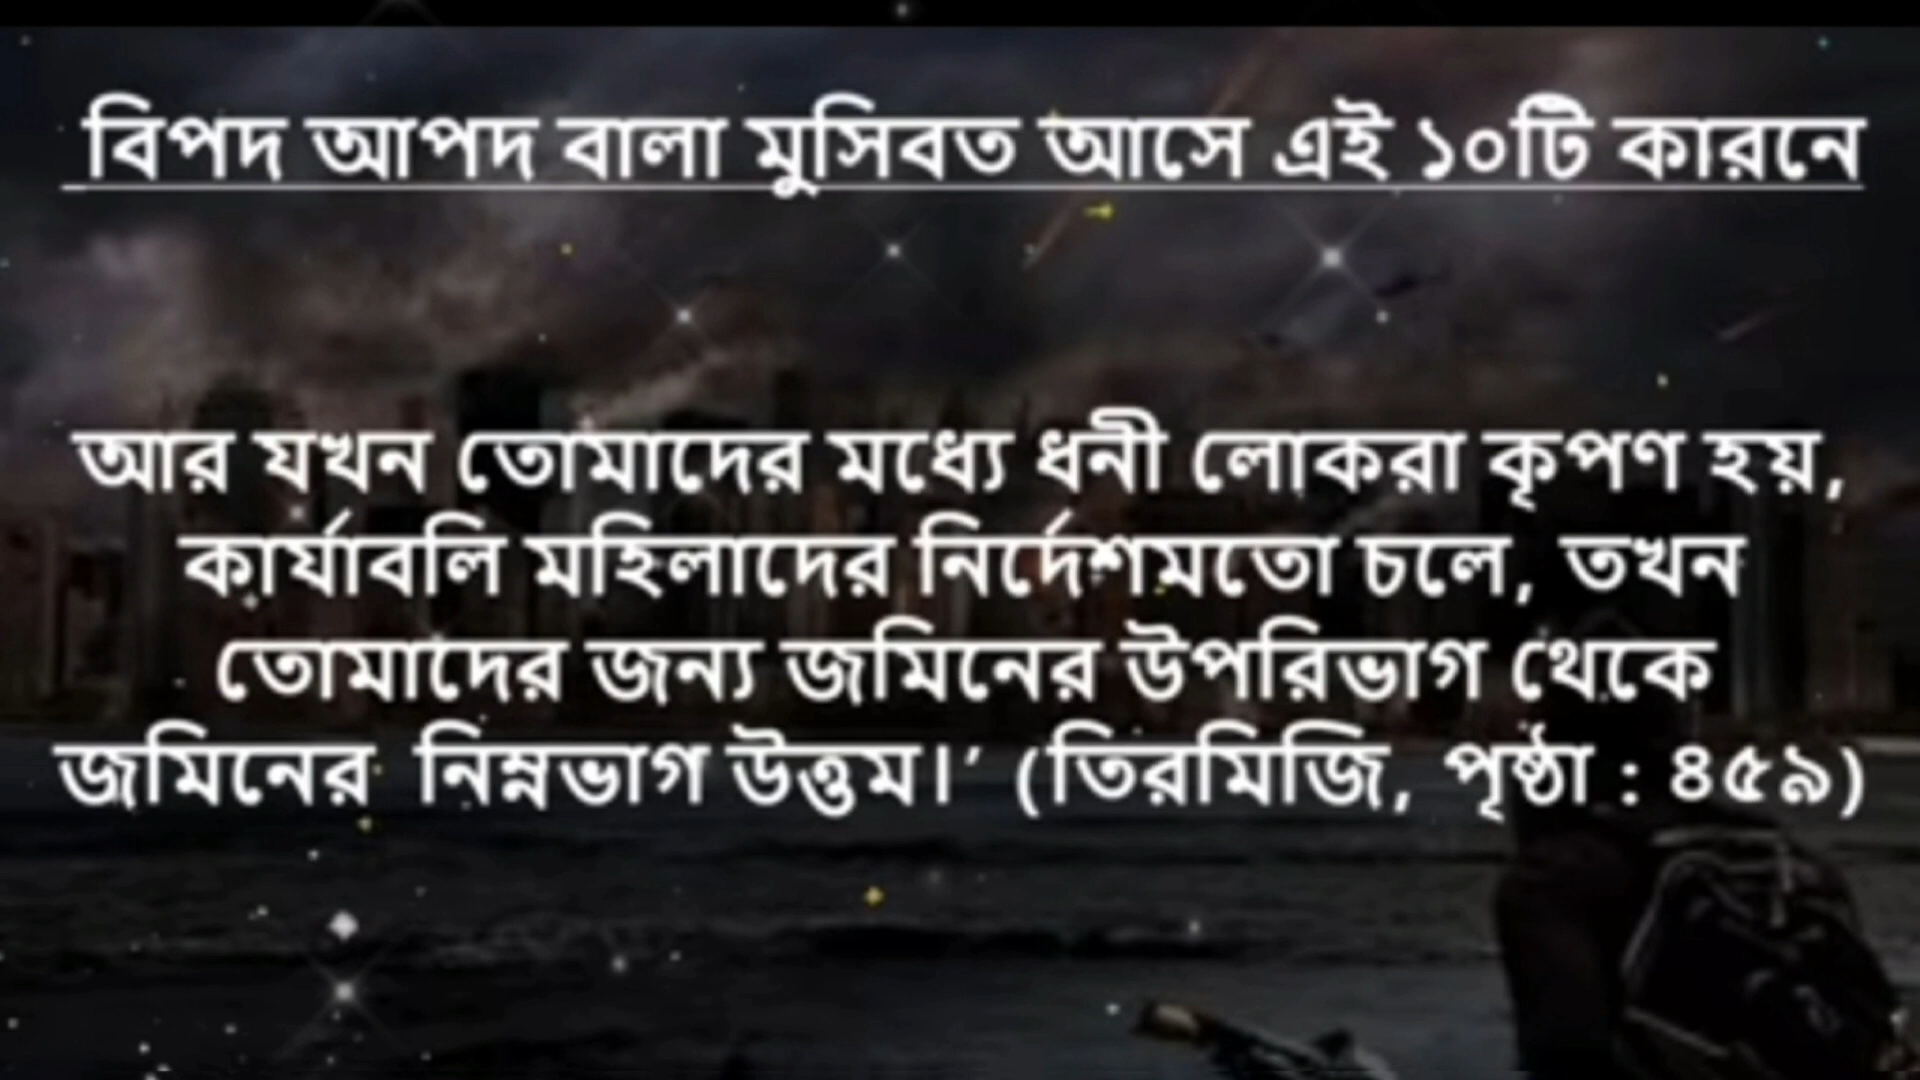 বিপদ আপদ বালা মুসিবত আসে এই ১০টি কারনে
আর যখন তোমাদের মধ্যে ধনী লোকরা কৃপণ হয়,
কার্যাবলি মহিলাদের নির্দেশমতো চলে, তখন
তোমাদের জন্য জমিনের উপরিভাগ থেকে
জমিনের নিম্নভাগ উত্তম।’ (তিরমিজি, পৃষ্ঠা : ৪৫৯)